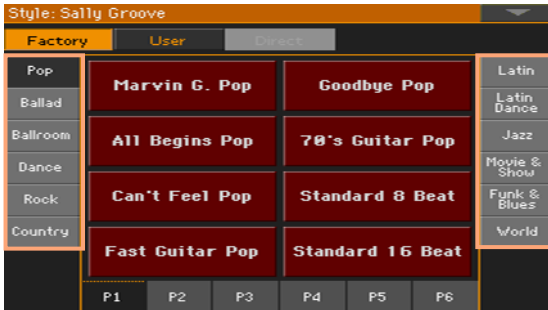 Style: Sally Groove
Factory
User
Direct
Pop
Ballad
Ballroom
Dance
Rock
Country
Marvin G. Pop
Goodbye Pop
All Begins Pop
70's Guitar Pop
Can't Feel Pop
Standard 8 Beat
Fast Guitar Pop
Standard 16 Beat
Latin
Latin
Dance
Jazz
Movie &
Show
Funk &
Blues
World
P1
P2
P3
P4
P5
P6